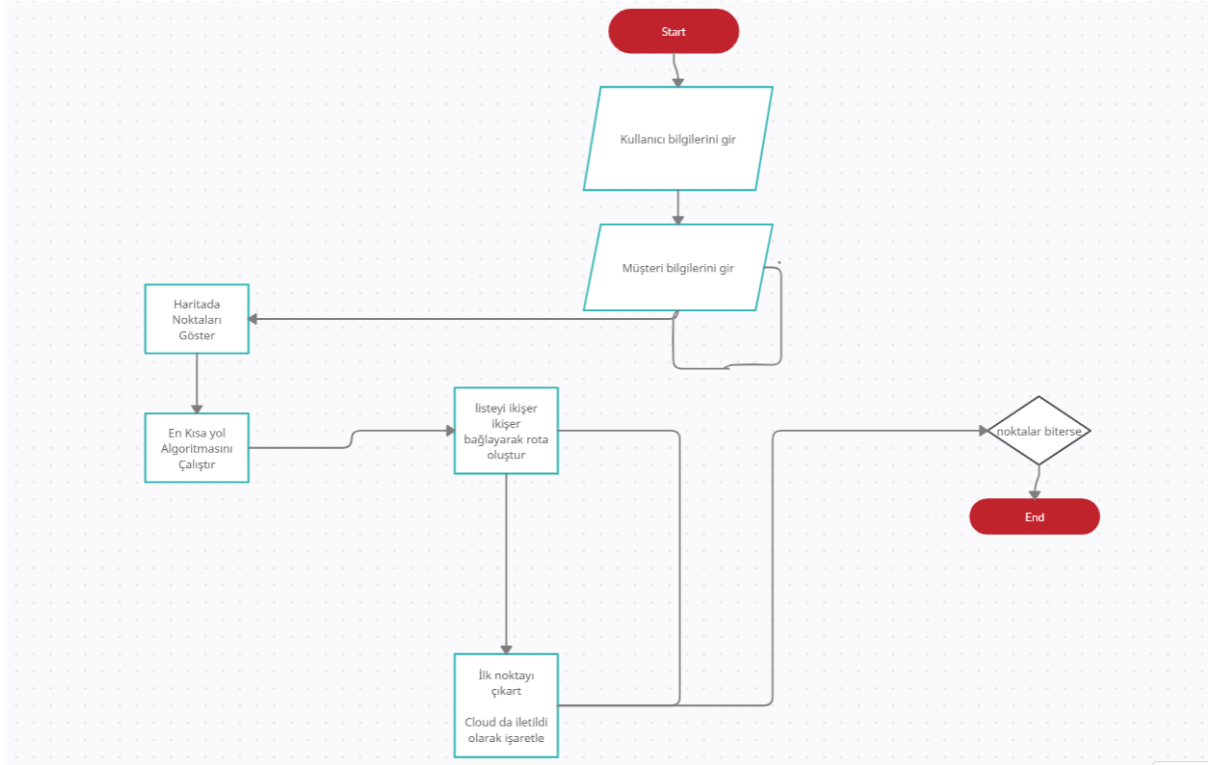 Start
Kullanıcı bilgilerini gir
Müşteri bilgilerini gir
Haritada
Noktaları
Göster
En Kısa yol
Algoritmasını
Çalıştır
listeyi ikişer
ikişer
bağlayarak rota
oluştur
noktalar biterse
End
İlk noktayı
çıkart
Cloud da iletildi
olarak işaretle